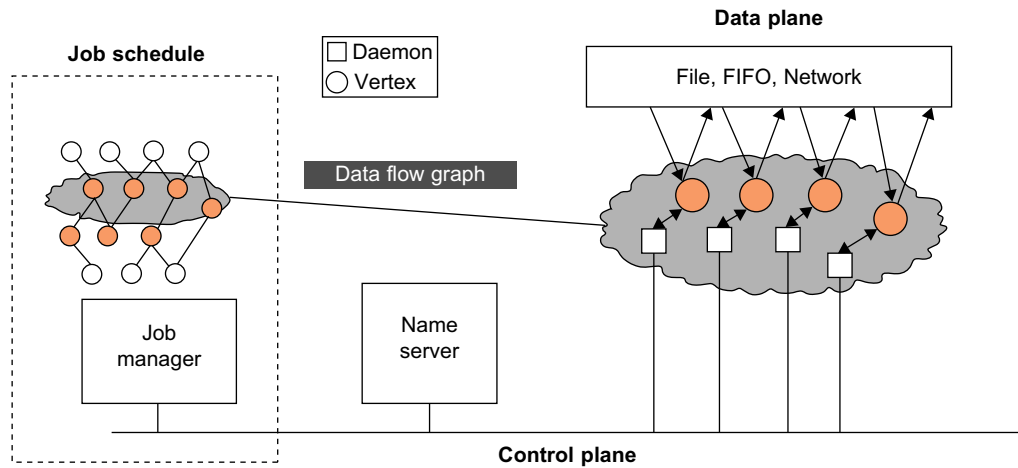 Data plane
Job schedule
Daemon
Vertex
File, FIFO, Network
Data flow graph
Job
manager
Name
server
Control plane